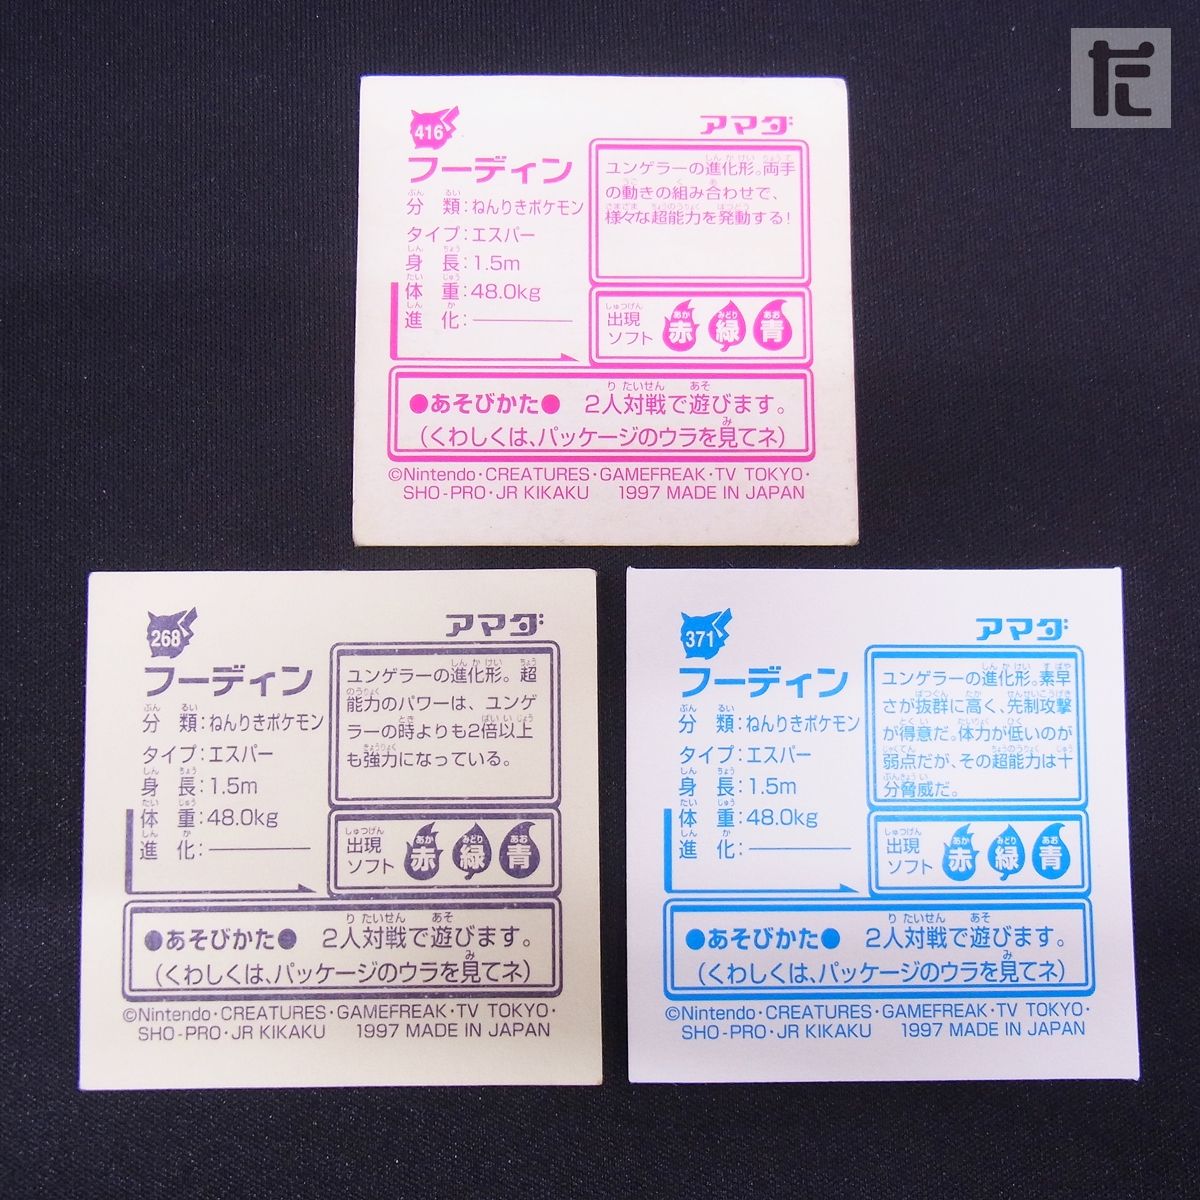 た
416
アマダ
フーディン
分類:ねんりきポケモン
タイプ:エスパー
身長:1.5m
体重:48.0kg
進化:――――
ユンゲラーの進化形。両手
の動きの組み合わせで、
様々な超能力を発動する!
出現
ソフト
赤 緑 青
●あそびかた● 2人対戦で遊びます。
(くわしくは、パッケージのウラを見てネ)
©Nintendo・CREATURES・GAMEFREAK・TV TOKYO・
SHO-PRO・JR KIKAKU 1997 MADE IN JAPAN
268
アマダ
フーディン
分類:ねんりきポケモン
タイプ:エスパー
身長:1.5m
体重:48.0kg
進化:――――
ユンゲラーの進化形。超
能力のパワーは、ユンゲ
ラーの時よりも2倍以上
も強力になっている。
出現
ソフト
赤 緑 青
●あそびかた● 2人対戦で遊びます。
(くわしくは、パッケージのウラを見てネ)
©Nintendo・CREATURES・GAMEFREAK・TV TOKYO・
SHO-PRO・JR KIKAKU 1997 MADE IN JAPAN
371
アマダ
フーディン
分類:ねんりきポケモン
タイプ:エスパー
身長:1.5m
体重:48.0kg
進化:――――
ユンゲラーの進化形。素早
さが抜群に高く、先制攻撃
が得意だ。体力が低いのが
弱点だが、その超能力は十
分脅威だ。
出現
ソフト
赤 緑 青
●あそびかた● 2人対戦で遊びます。
(くわしくは、パッケージのウラを見てネ)
©Nintendo・CREATURES・GAMEFREAK・TV TOKYO・
SHO-PRO・JR KIKAKU 1997 MADE IN JAPAN